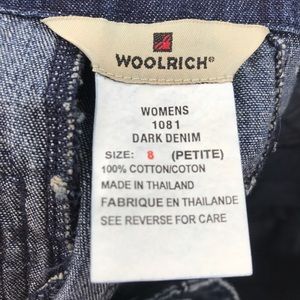 WOOLRICH®
WOMENS
1081
DARK DENIM
SIZE: 8 (PETITE)
100% COTTON/COTON
MADE IN THAILAND
FABRIQUE EN THAILANDE
SEE REVERSE FOR CARE